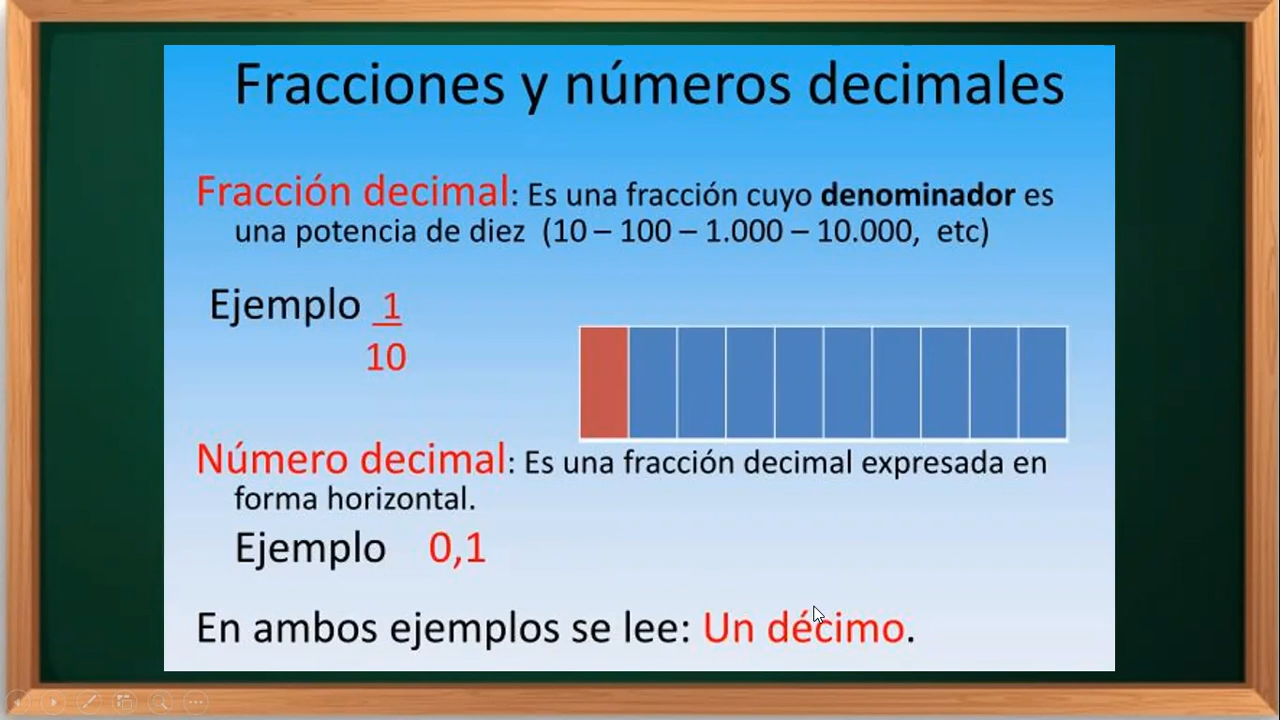 Fracciones y números decimales
Fracción decimal: Es una fracción cuyo denominador es
una potencia de diez (10 – 100 – 1.000 – 10.000, etc)
Ejemplo 1
10
Número decimal: Es una fracción decimal expresada en
forma horizontal.
Ejemplo 0,1
En ambos ejemplos se lee: Un décimo.